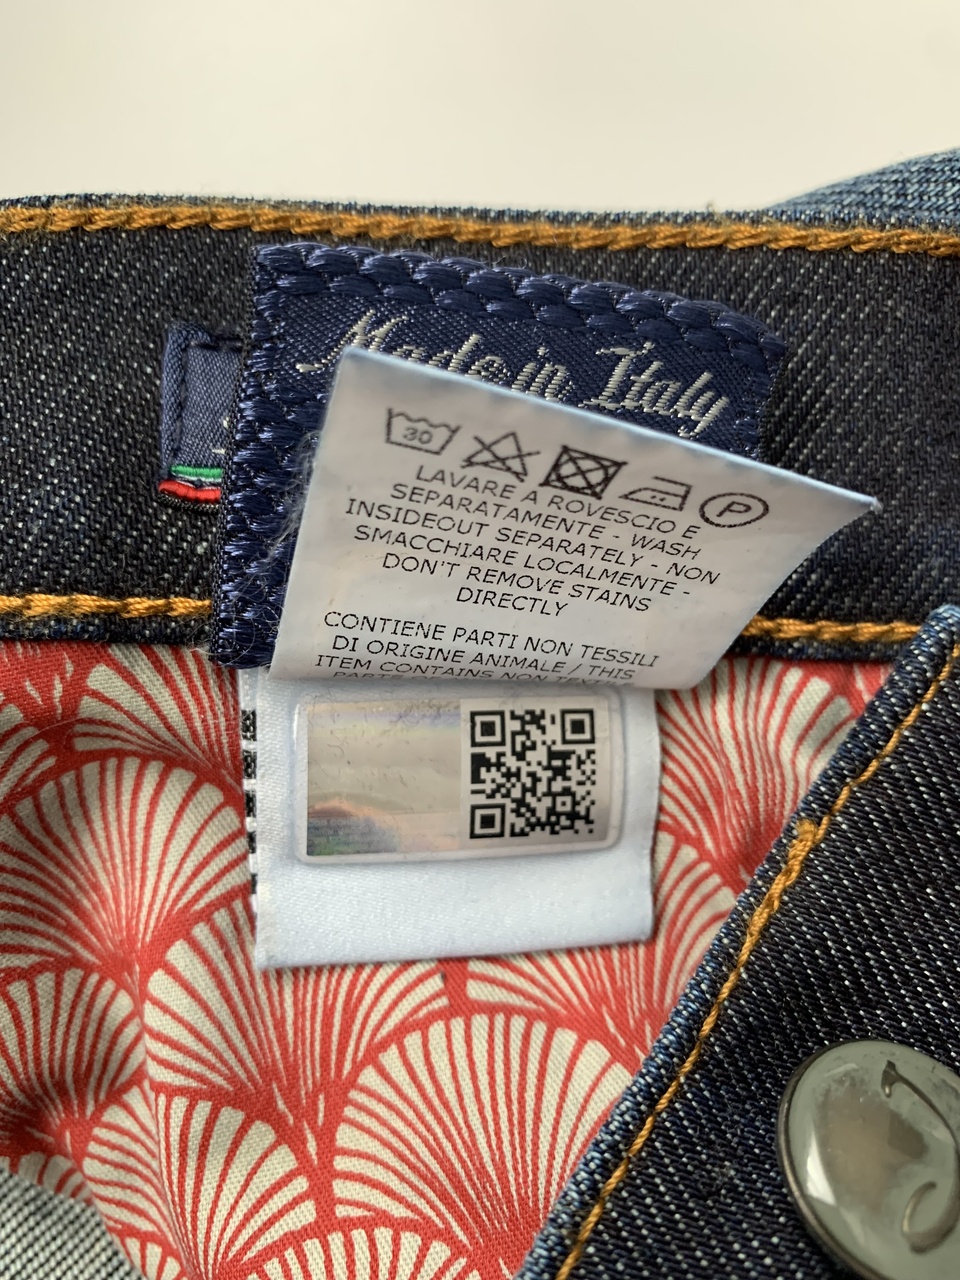 Made in Italy
30
P
LAVARE A ROVESCIO E
SEPARATAMENTE - WASH
INSIDEOUT SEPARATELY - NON
SMACCHIARE LOCALMENTE -
DON'T REMOVE STAINS
DIRECTLY
CONTIENE PARTI NON TESSILI
DI ORIGINE ANIMALE / THIS
ITEM CONTAINS NON
PARTS
J